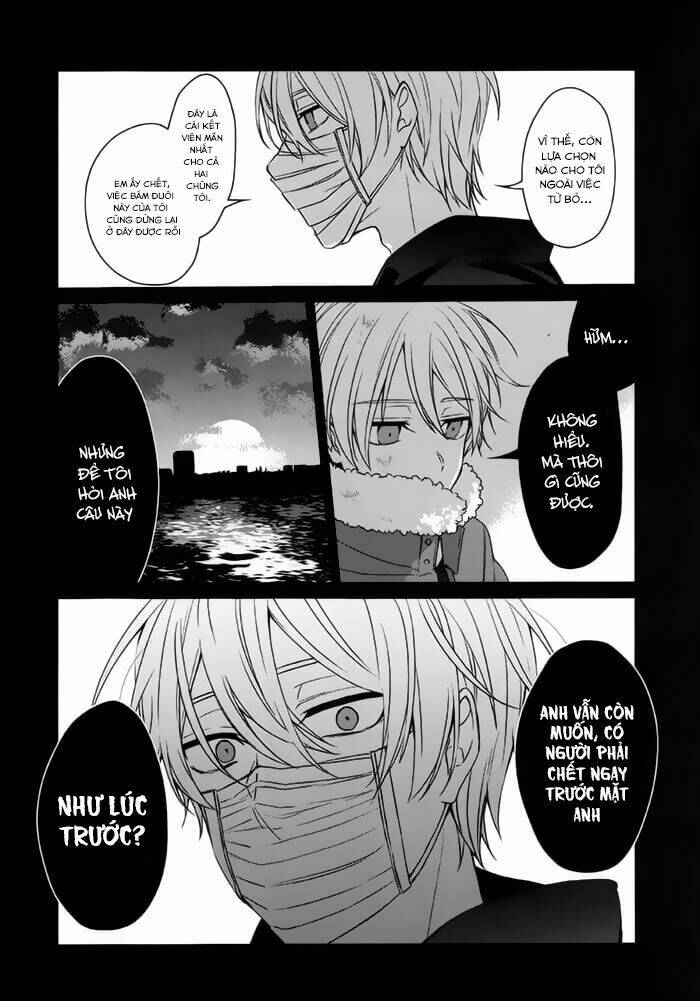 VÌ THẾ, CÒN
LỰA CHỌN
NÀO CHO TÔI
NGOÀI VIỆC
TỪ BỎ...
ĐÂY LÀ
CÁI KẾT
VIÊN MÃN
NHẤT
CHO CẢ
HAI
CHÚNG
TÔI.
EM ẤY CHẾT,
VIỆC BÁM ĐUÔI
NÀY CỦA TÔI
CŨNG DỪNG LẠI
Ở ĐÂY ĐƯỢC RỒI
HỪM...
KHÔNG
HIỂU,
MÀ THÔI
GÌ CŨNG
ĐƯỢC.
NHƯNG
ĐỂ TÔI
HỎI ANH
CÂU NÀY
ANH VẪN CÒN
MUỐN, CÓ
NGƯỜI PHẢI
CHẾT NGAY
TRƯỚC MẶT
ANH
NHƯ LÚC
TRƯỚC?